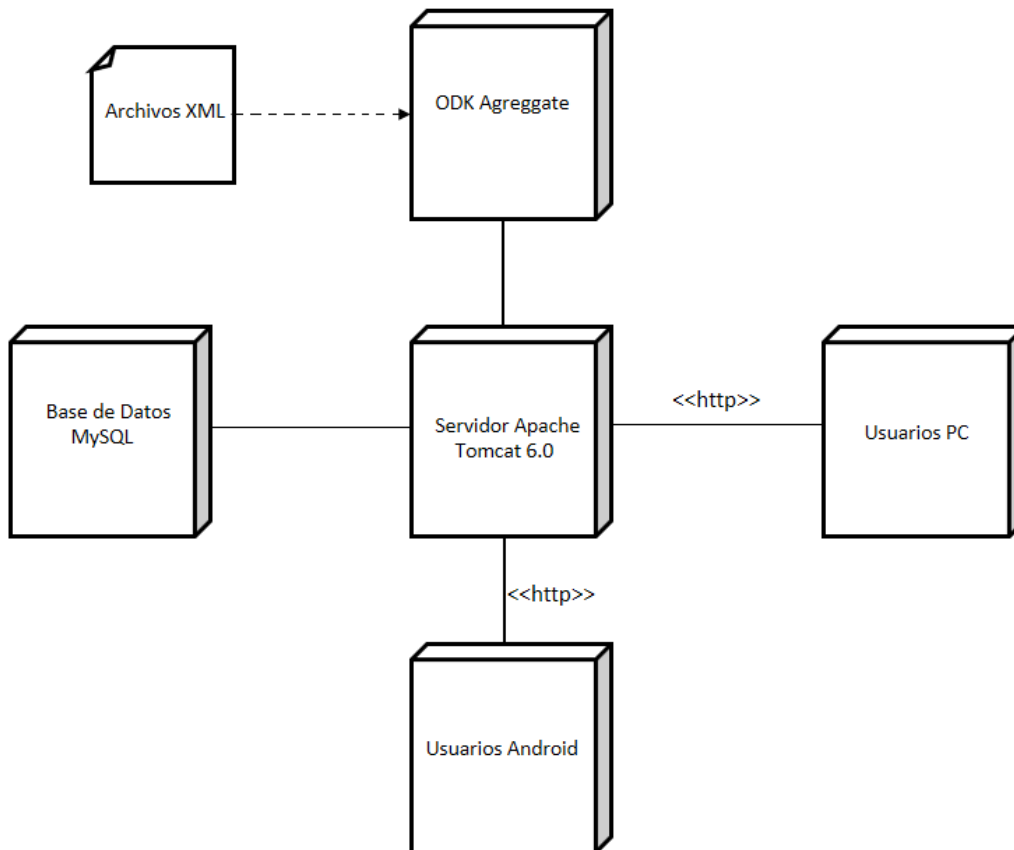 ODK Agreggate
Archivos XML
<<http>>
Base de Datos
MySQL
Servidor Apache
Tomcat 6.0
Usuarios PC
<<http>>
Usuarios Android